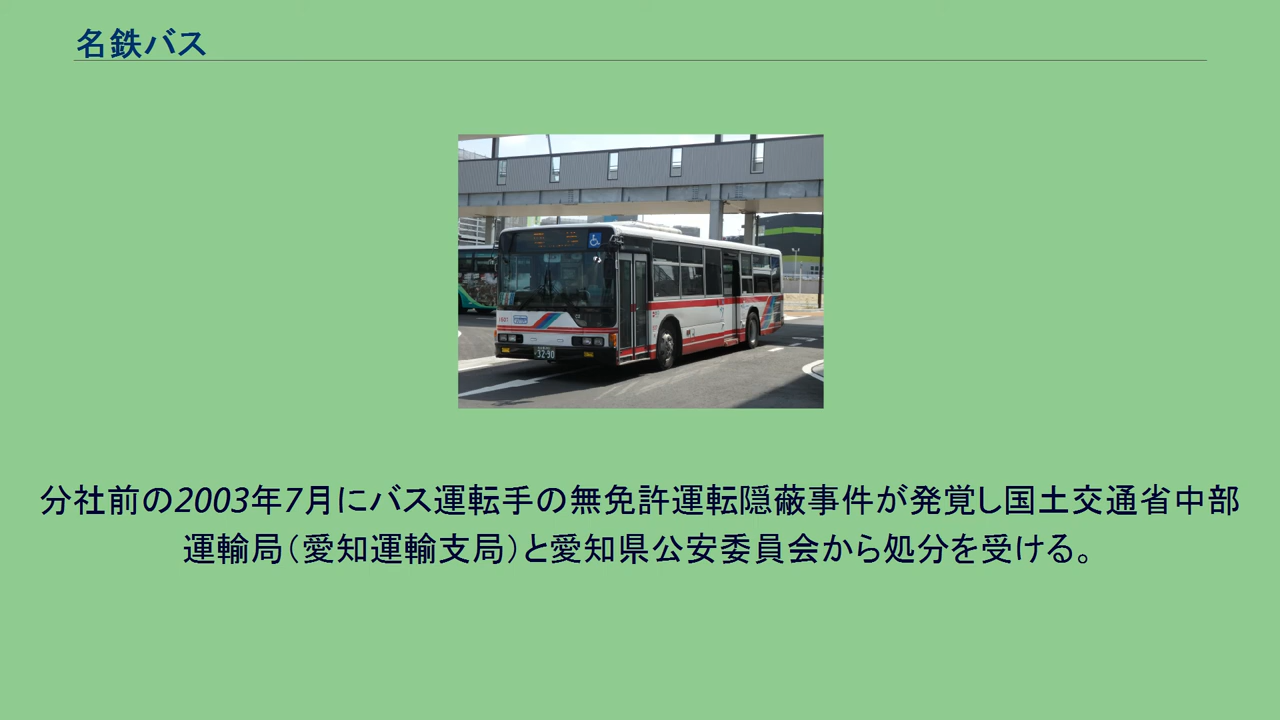 名鉄バス
3290
分社前の2003年7月にバス運転手の無免許運転隠蔽事件が発覚し国土交通省中部
運輸局（愛知運輸支局）と愛知県公安委員会から処分を受ける。